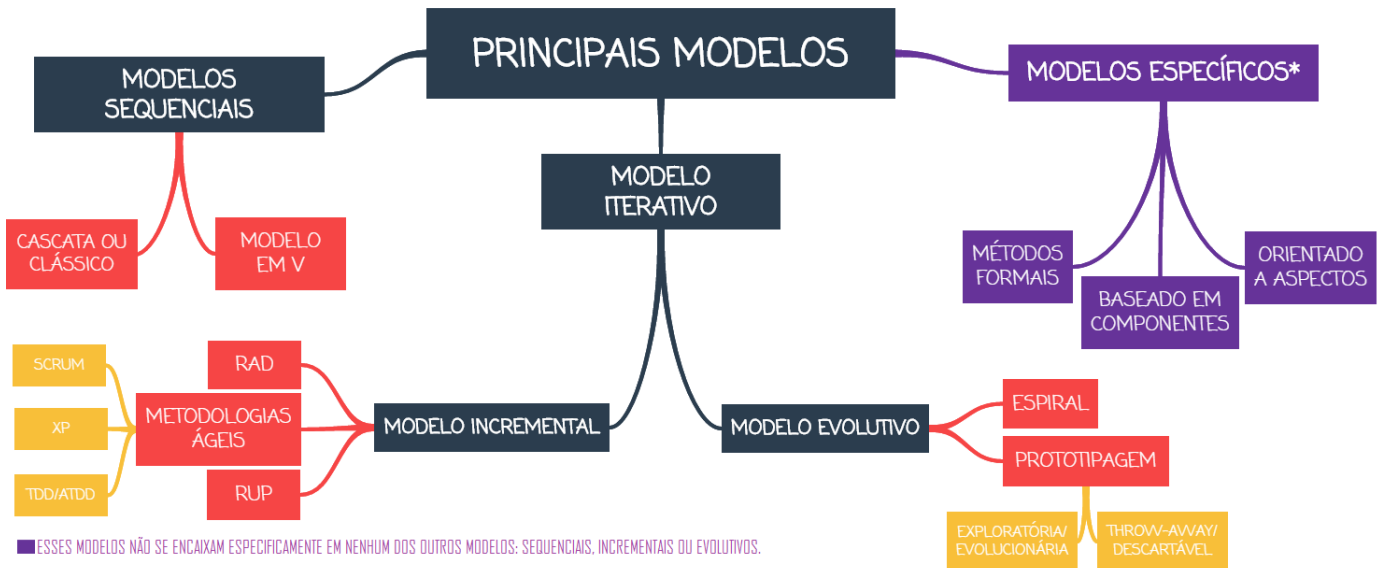 PRINCIPAIS MODELOS
MODELOS
SEQUENCIAIS
MODELOS ESPECÍFICOS*
MODELO
ITERATIVO
CASCATA OU
CLÁSSICO
MODELO
EM V
MÉTODOS
FORMAIS
BASEADO EM
COMPONENTES
ORIENTADO
A ASPECTOS
SCRUM
XP
TDD/ATDD
RAD
METODOLOGIAS
ÁGEIS
RUP
MODELO INCREMENTAL
MODELO EVOLUTIVO
ESPIRAL
PROTOTIPAGEM
EXPLORATÓRIA/
EVOLUCIONÁRIA
THROW-AWAY/
DESCARTÁVEL
ESSES MODELOS NÃO SE ENCAIXAM ESPECIFICAMENTE EM NENHUM DOS OUTROS MODELOS: SEQUENCIAIS, INCREMENTAIS OU EVOLUTIVOS.